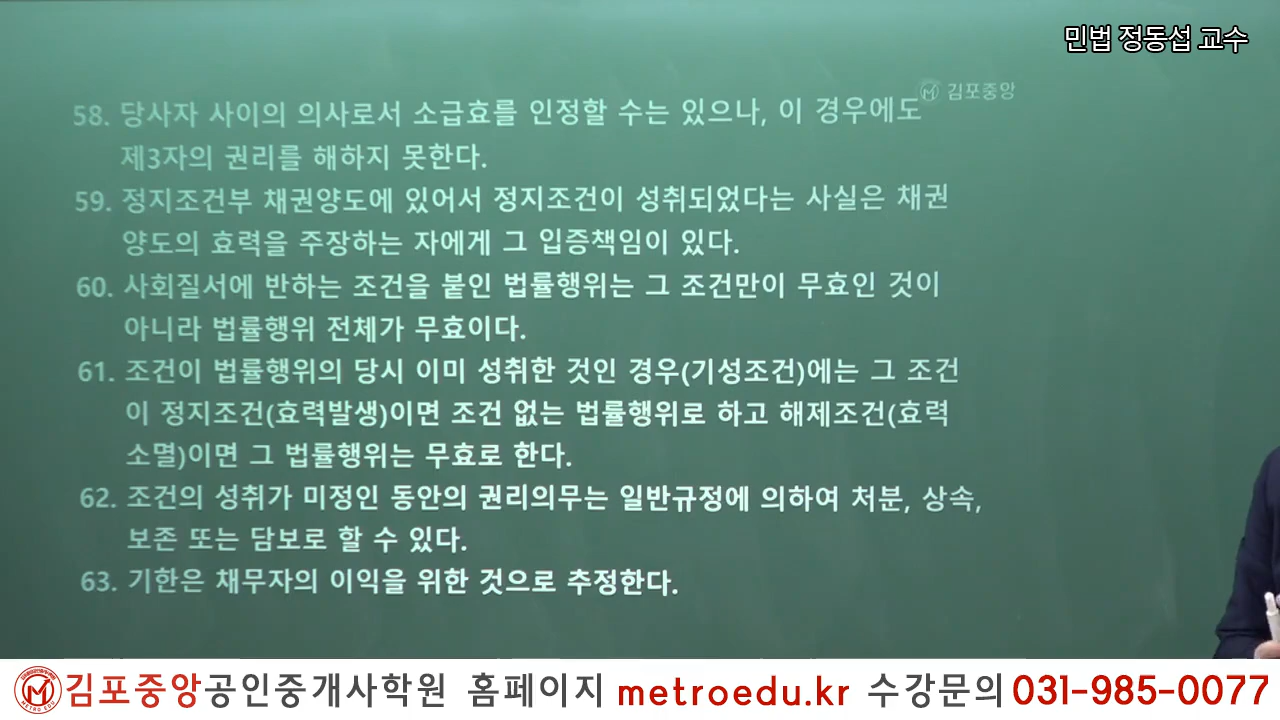 민법 정동섭 교수
김포중앙
58. 당사자 사이의 의사로서 소급효를 인정할 수는 있으나, 이 경우에도
제3자의 권리를 해하지 못한다.
59. 정지조건부 채권양도에 있어서 정지조건이 성취되었다는 사실은 채권
양도의 효력을 주장하는 자에게 그 입증책임이 있다.
60. 사회질서에 반하는 조건을 붙인 법률행위는 그 조건만이 무효인 것이
아니라 법률행위 전체가 무효이다.
61. 조건이 법률행위의 당시 이미 성취한 것인 경우(기성조건)에는 그 조건
이 정지조건(효력발생)이면 조건 없는 법률행위로 하고 해제조건(효력
소멸)이면 그 법률행위는 무효로 한다.
62. 조건의 성취가 미정인 동안의 권리의무는 일반규정에 의하여 처분, 상속,
보존 또는 담보로 할 수 있다.
63. 기한은 채무자의 이익을 위한 것으로 추정한다.
김포중앙공인중개사학원 홈페이지 metroedu.kr 수강문의 031-985-0077